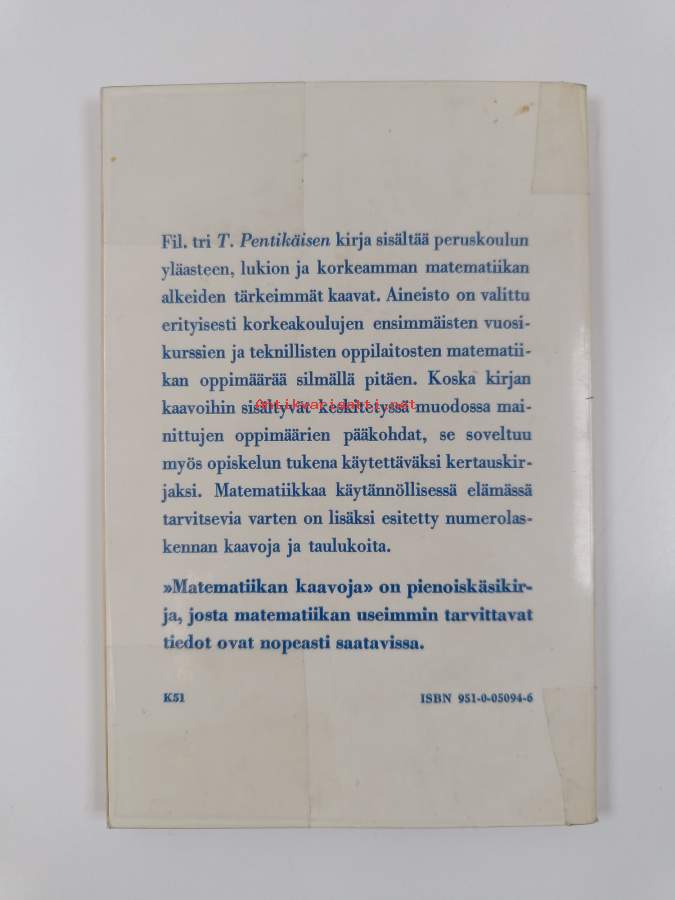 Fil. tri T. Pentikäisen kirja sisältää peruskoulun
yläasteen, lukion ja korkeamman matematiikan
alkeiden tärkeimmät kaavat. Aineisto on valittu
erityisesti korkeakoulujen ensimmäisten vuosi-
kurssien ja teknillisten oppilaitosten matematii-
kan oppimäärää silmällä pitäen. Koska kirjan
kaavoihin sisältyvät keskitetyssä muodossa mai-
Antikvarisaatti.net
nittujen oppimäärien pääkohdat, se soveltuu
myös opiskelun tukena käytettäväksi kertauskir-
jaksi. Matematiikkaa käytännöllisessä elämässä
tarvitsevia varten on lisäksi esitetty numerolas-
kennan kaavoja ja taulukoita.
»Matematiikan kaavoja» on pienoiskäsikir-
ja, josta matematiikan useimmin tarvittavat
tiedot ovat nopeasti saatavissa.
K51 ISBN 951-0-05094-6